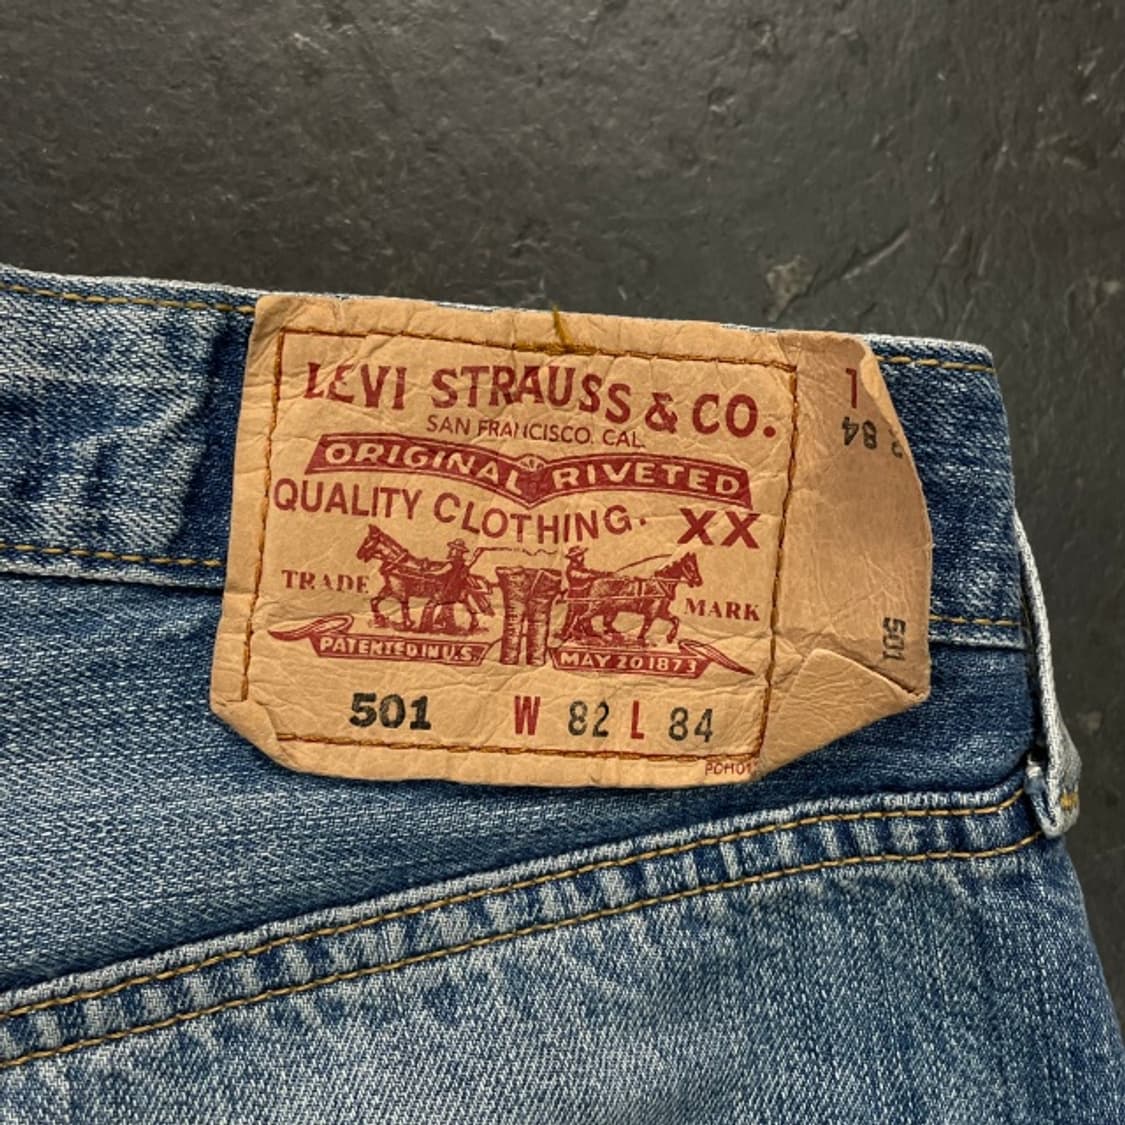 LEVI STRAUSS & CO.
SAN FRANCISCO. CAL.
ORIGINAL RIVETED
QUALITY CLOTHING. XX
TRADE MARK
PATENTED IN U.S. MAY 20 1873
501 W 82 L 84
L
84
501